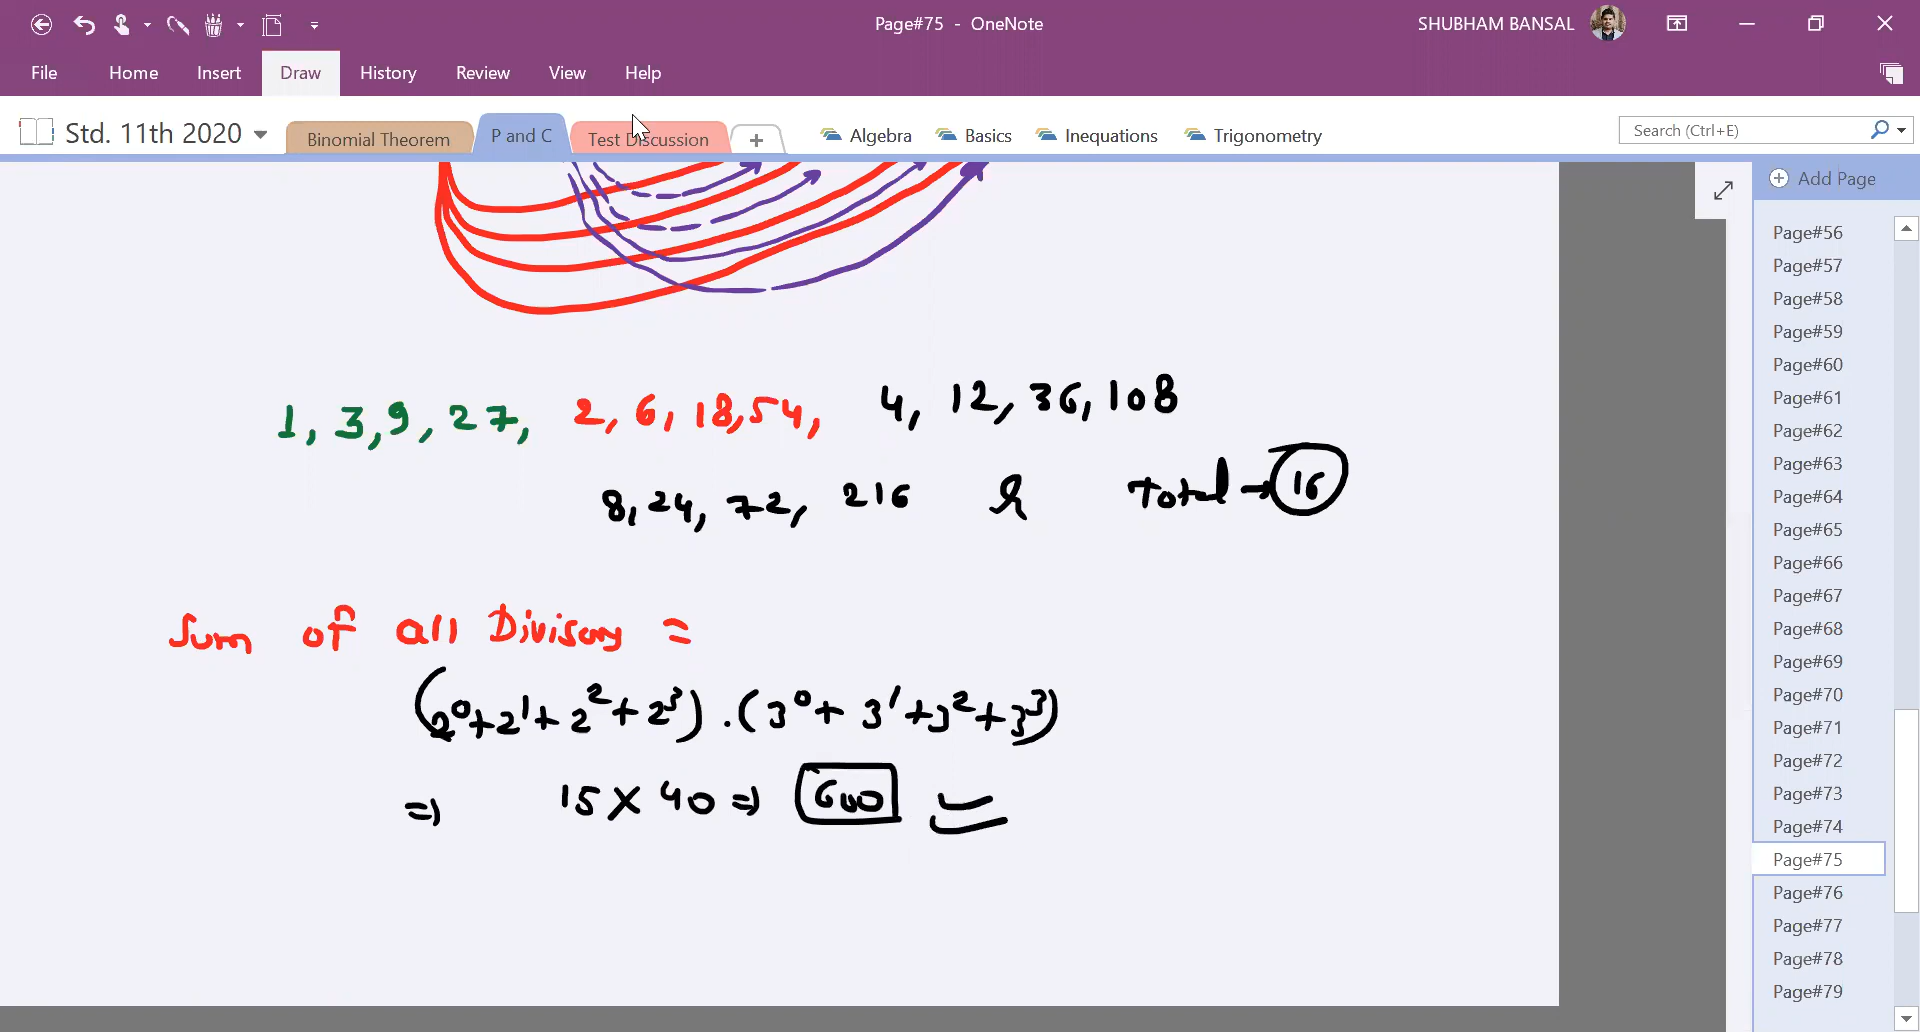 Page#75 - OneNote
SHUBHAM BANSAL
File Home Insert Draw History Review View Help
Std. 11th 2020
Binomial Theorem
P and C
Test Discussion
Algebra
Basics
Inequations
Trigonometry
Search (Ctrl+E)
1, 3, 9, 27, 2, 6, 18, 54, 4, 12, 36, 108
8, 24, 72, 216 Total → 16
Sum of all Divisors =
(2⁰+2¹+2²+2³).(3⁰+3¹+3²+3³)
⇒ 15 × 40 ⇒ 600
Add Page
Page#56
Page#57
Page#58
Page#59
Page#60
Page#61
Page#62
Page#63
Page#64
Page#65
Page#66
Page#67
Page#68
Page#69
Page#70
Page#71
Page#72
Page#73
Page#74
Page#75
Page#76
Page#77
Page#78
Page#79